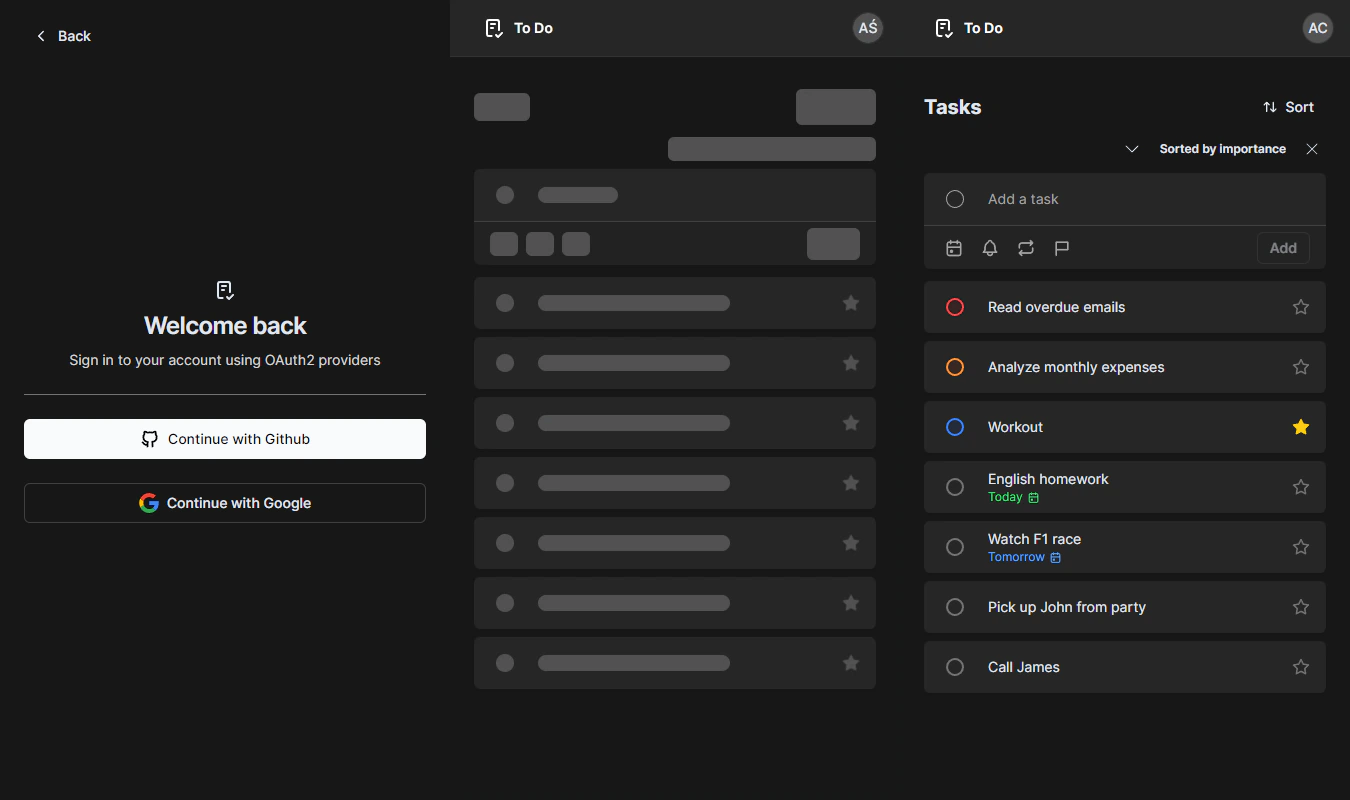 Back
Welcome back
Sign in to your account using OAuth2 providers
Continue with Github
Continue with Google
To Do
AŚ
To Do
AC
Tasks
Sort
Sorted by importance
Add a task
Add
Read overdue emails
Analyze monthly expenses
Workout
English homework
Today
Watch F1 race
Tomorrow
Pick up John from party
Call James